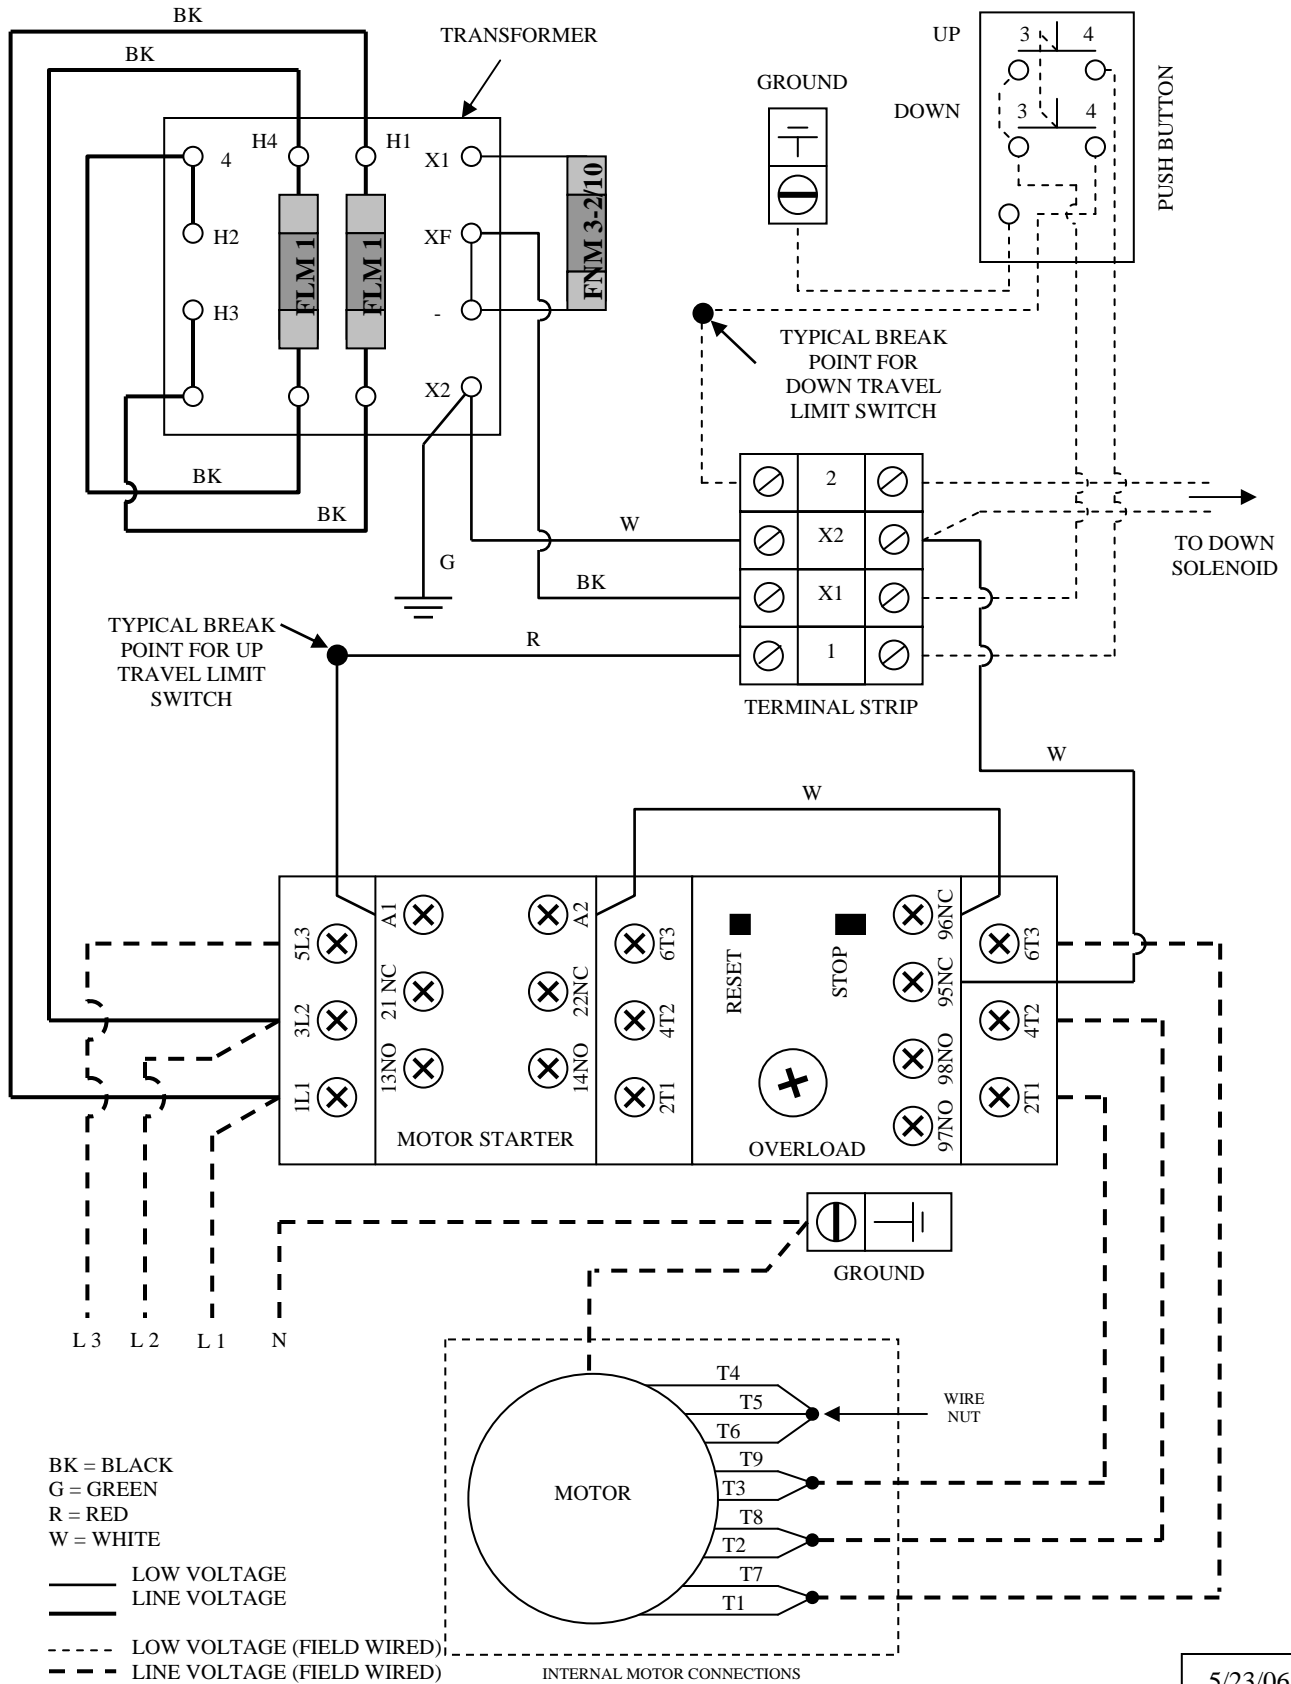 BK
TRANSFORMER
BK
UP
3 4
GROUND
DOWN
3 4
PUSH BUTTON
4
H4
H1
X1
H2
XF
FNM 3-2/10
FLM 1
FLM 1
H3
-
X2
TYPICAL BREAK
POINT FOR
DOWN TRAVEL
LIMIT SWITCH
BK
BK
2
W
X2
TO DOWN
SOLENOID
G
BK
X1
TYPICAL BREAK
POINT FOR UP
TRAVEL LIMIT
SWITCH
R
1
TERMINAL STRIP
W
W
5L3
A1
A2
6T3
RESET
STOP
96NC
6T3
3L2
21 NC
22NC
4T2
95NC
4T2
1L1
13NO
14NO
2T1
98NO
2T1
97NO
MOTOR STARTER
OVERLOAD
GROUND
L 3 L 2 L 1 N
T4
T5
T6
WIRE
NUT
T9
T3
MOTOR
T8
T2
T7
T1
BK = BLACK
G = GREEN
R = RED
W = WHITE
LOW VOLTAGE
LINE VOLTAGE
LOW VOLTAGE (FIELD WIRED)
LINE VOLTAGE (FIELD WIRED)
INTERNAL MOTOR CONNECTIONS
5/23/06